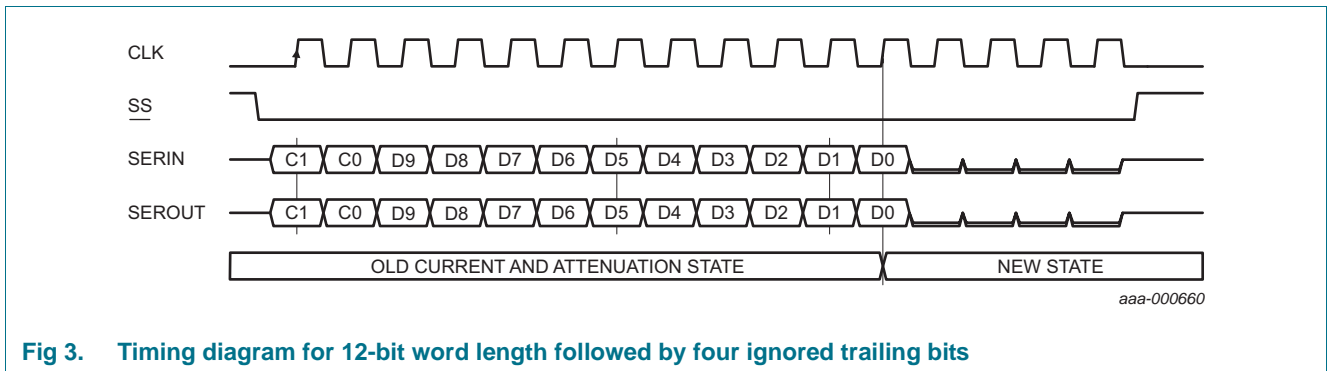 CLK
SS
SERIN C1 C0 D9 D8 D7 D6 D5 D4 D3 D2 D1 D0
SEROUT C1 C0 D9 D8 D7 D6 D5 D4 D3 D2 D1 D0
OLD CURRENT AND ATTENUATION STATE NEW STATE
aaa-000660
Fig 3. Timing diagram for 12-bit word length followed by four ignored trailing bits